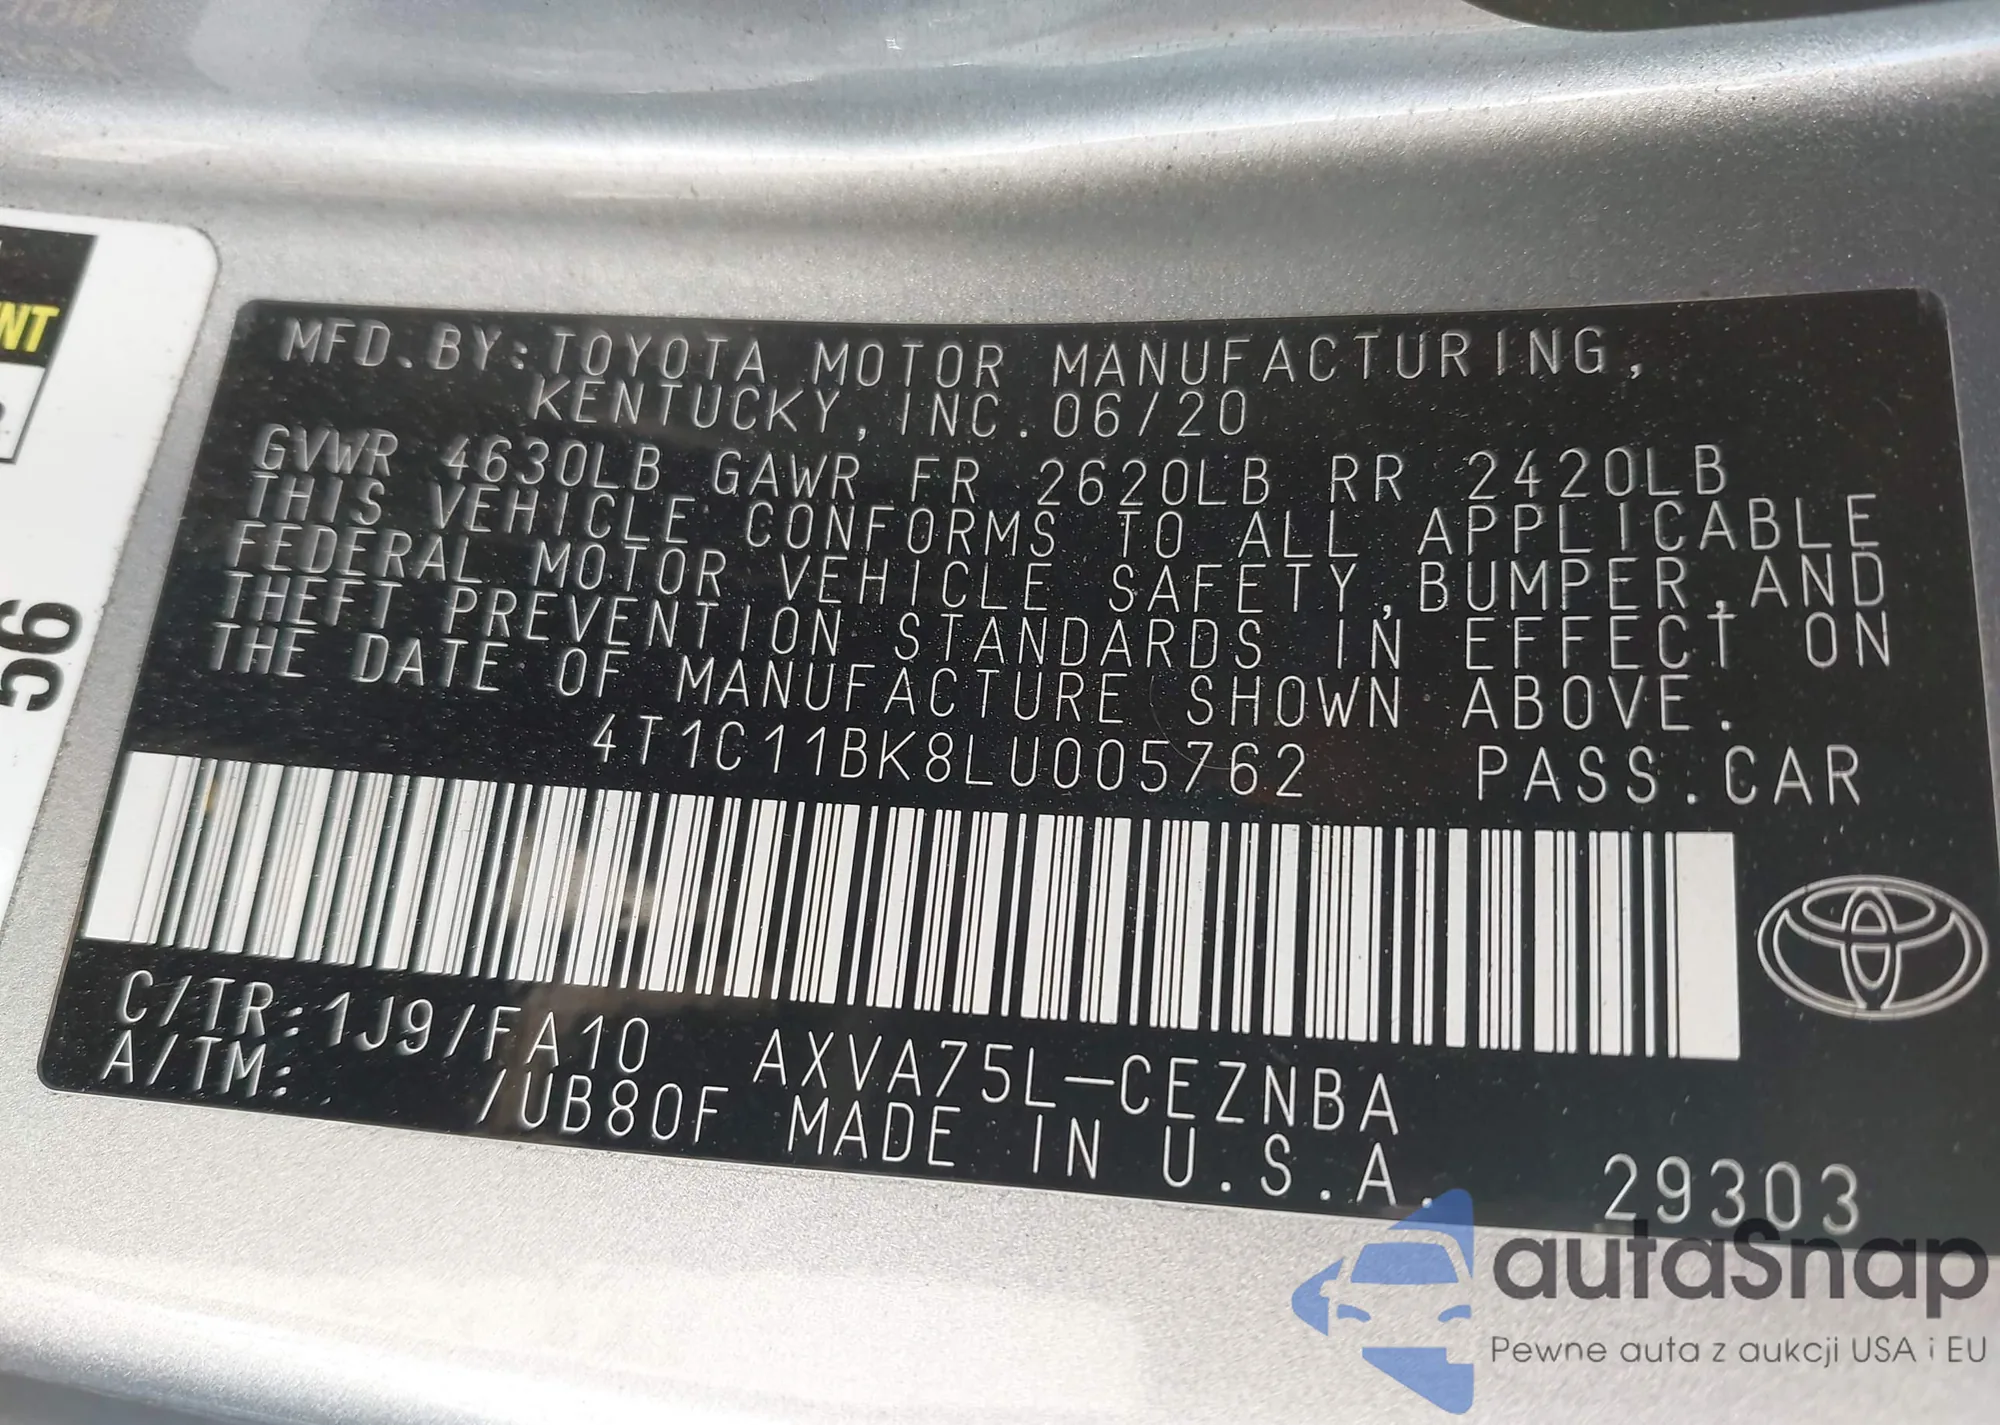 MFD.BY:TOYOTA MOTOR MANUFACTURING,
KENTUCKY, INC. 06/20
GVWR 4630LB GAWR FR 2620LB RR 2420LB
THIS VEHICLE CONFORMS TO ALL APPLICABLE
FEDERAL MOTOR VEHICLE SAFETY, BUMPER, AND
THEFT PREVENTION STANDARDS IN EFFECT ON
THE DATE OF MANUFACTURE SHOWN ABOVE.
4T1C11BK8LU005762 PASS.CAR
C/TR:1J9/FA10 AXVA75L-CEZNBA
A/TM: /UB80F MADE IN U.S.A. 29303
NT
56
autaSnap
Pewne auta z aukcji USA i EU